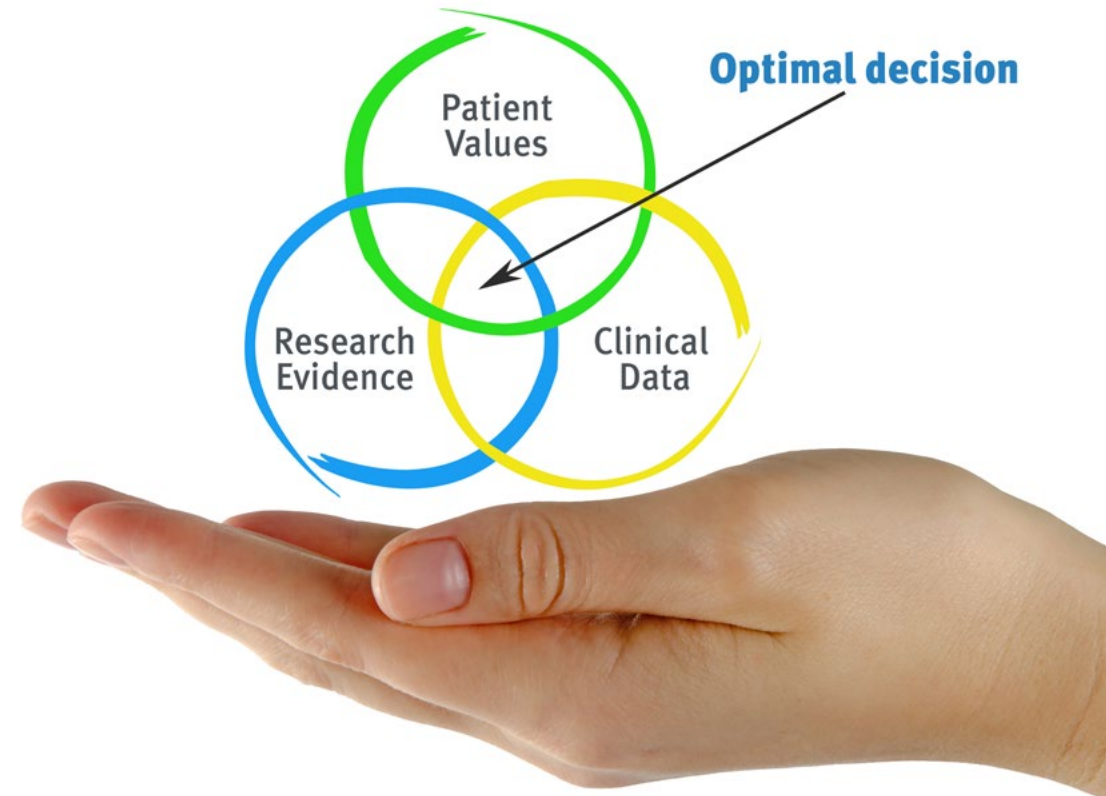 Optimal decision
Patient
Values
Research
Evidence
Clinical
Data